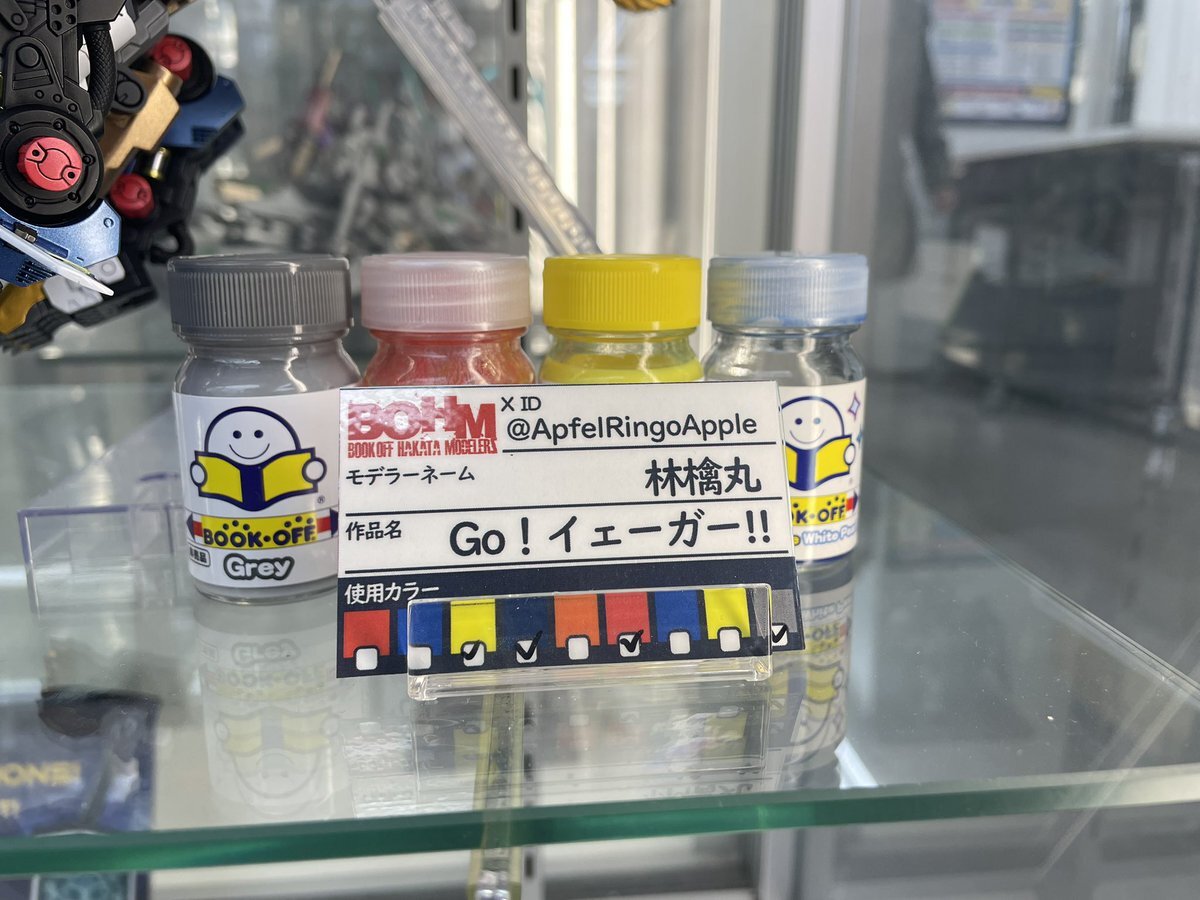 BOHM
BOOKOFF HAKATA MODELERS
X ID
@ApfelRingoApple
モデラーネーム
林檎丸
作品名
Go！イェーガー!!
使用カラー
BOOK・OFF
Grey
K・OFF
White